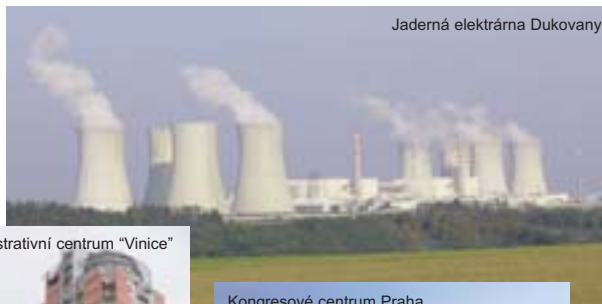 Jaderná elektrárna Dukovany
strativní centrum “Vinice”
Kongresové centrum Praha